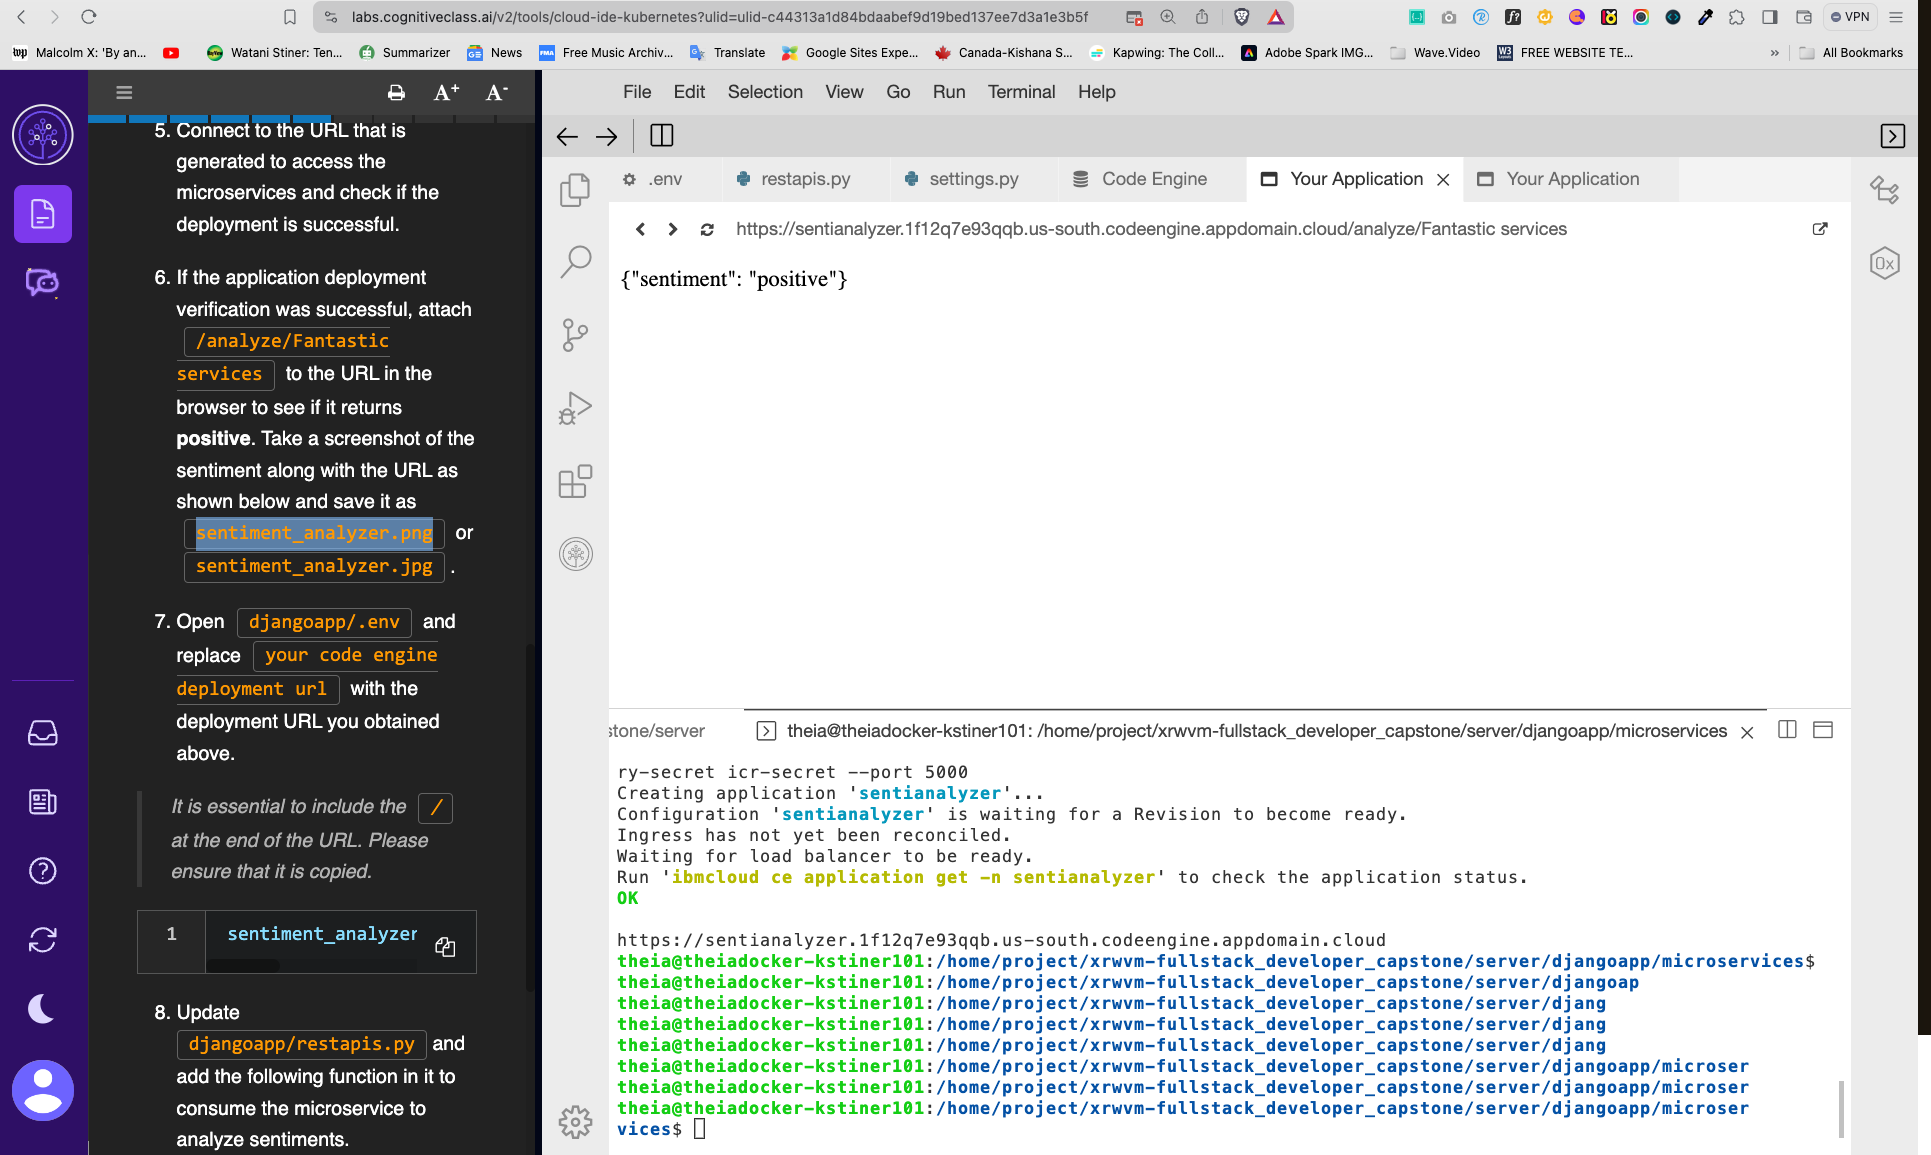 labs.cognitiveclass.ai/v2/tools/cloud-ide-kubernetes?ulid=ulid-c44313a1d84bdaabef9d19bed137ee7d3a1e3b5f
VPN
Malcolm X: 'By an...
Watani Stiner: Ten...
Summarizer
News
Free Music Archiv...
Translate
Google Sites Expe...
Canada-Kishana S...
Kapwing: The Coll...
Adobe Spark IMG...
Wave.Video
FREE WEBSITE TE...
» All Bookmarks
A+ A-
5. Connect to the URL that is
generated to access the
microservices and check if the
deployment is successful.
6. If the application deployment
verification was successful, attach
/analyze/Fantastic
services to the URL in the
browser to see if it returns
positive. Take a screenshot of the
sentiment along with the URL as
shown below and save it as
sentiment_analyzer.png or
sentiment_analyzer.jpg .
7. Open djangoapp/.env and
replace your code engine
deployment url with the
deployment URL you obtained
above.
It is essential to include the /
at the end of the URL. Please
ensure that it is copied.
1 sentiment_analyzer
8. Update
djangoapp/restapis.py and
add the following function in it to
consume the microservice to
analyze sentiments.
File Edit Selection View Go Run Terminal Help
.env restapis.py settings.py Code Engine Your Application Your Application
https://sentianalyzer.1f12q7e93qqb.us-south.codeengine.appdomain.cloud/analyze/Fantastic services
{"sentiment": "positive"}
0x
stone/server theia@theiadocker-kstiner101: /home/project/xrwvm-fullstack_developer_capstone/server/djangoapp/microservices
ry-secret icr-secret --port 5000
Creating application 'sentianalyzer'...
Configuration 'sentianalyzer' is waiting for a Revision to become ready.
Ingress has not yet been reconciled.
Waiting for load balancer to be ready.
Run 'ibmcloud ce application get -n sentianalyzer' to check the application status.
OK
https://sentianalyzer.1f12q7e93qqb.us-south.codeengine.appdomain.cloud
theia@theiadocker-kstiner101:/home/project/xrwvm-fullstack_developer_capstone/server/djangoapp/microservices$
theia@theiadocker-kstiner101:/home/project/xrwvm-fullstack_developer_capstone/server/djangoap
theia@theiadocker-kstiner101:/home/project/xrwvm-fullstack_developer_capstone/server/djang
theia@theiadocker-kstiner101:/home/project/xrwvm-fullstack_developer_capstone/server/djang
theia@theiadocker-kstiner101:/home/project/xrwvm-fullstack_developer_capstone/server/djang
theia@theiadocker-kstiner101:/home/project/xrwvm-fullstack_developer_capstone/server/djangoapp/microser
theia@theiadocker-kstiner101:/home/project/xrwvm-fullstack_developer_capstone/server/djangoapp/microser
theia@theiadocker-kstiner101:/home/project/xrwvm-fullstack_developer_capstone/server/djangoapp/microser
vices$